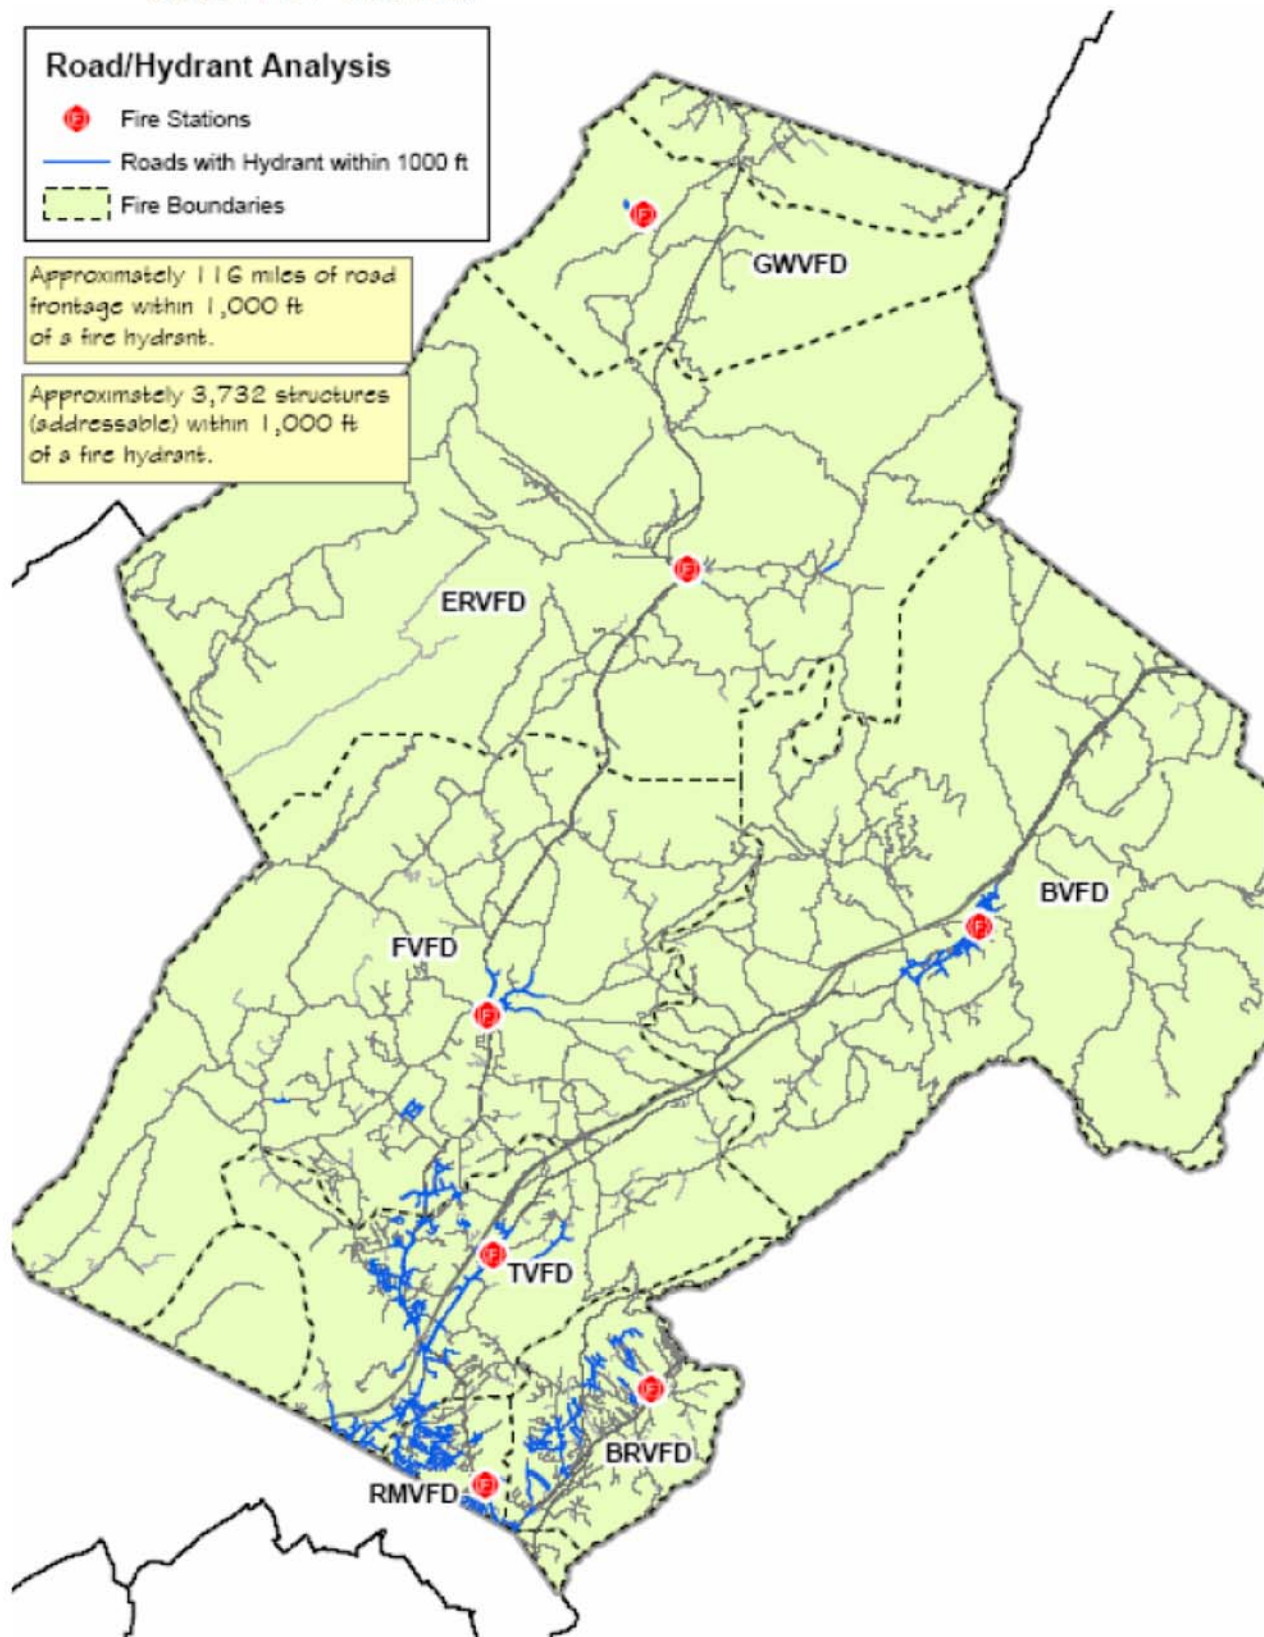 Road/Hydrant Analysis
Fire Stations
Roads with Hydrant within 1000 ft
Fire Boundaries
Approximately 116 miles of road
frontage within 1,000 ft
of a fire hydrant.
Approximately 3,732 structures
(addressable) within 1,000 ft
of a fire hydrant.
F
GWVFD
F
ERVFD
BVFD
F
FVFD
F
F
TVFD
F
BRVFD
F
RMVFD